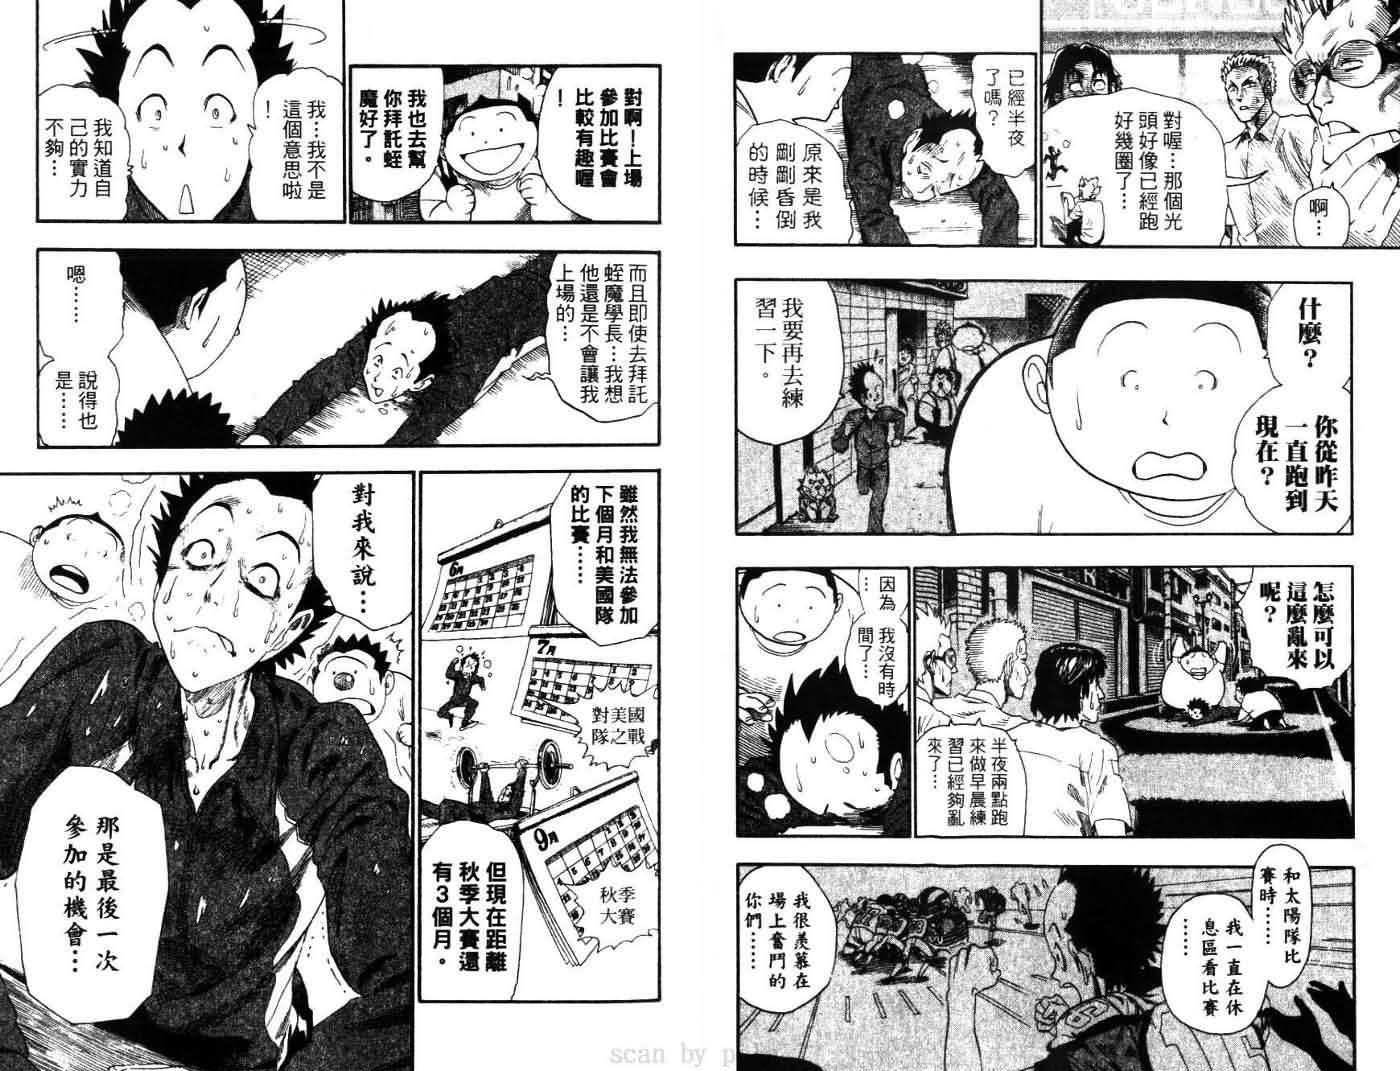 對喔…那個光
頭好像已經跑
好幾圈了…
啊…
已經半夜
了嗎?
原來是我
剛剛昏倒
的時候…
什麼?
你從昨天
一直跑到
現在?
我要再去練
習一下。
怎麼可以
這麼亂來
呢?
半夜兩點跑
來做早晨練
習已經夠亂
來了…
因為
…
我沒有時
間了…
和太陽隊比
賽時……
我一直在休
息區看比賽
……
我很羨慕在
場上奮鬥的
你們……
對啊!上場
參加比賽會
比較有趣喔
!
我也去幫
你拜託蛭
魔好了。
我…我不是
這個意思啦
!
我知道自
己的實力
不夠…
而且即使去拜託
蛭魔學長…我想
他還是不會讓我
上場的…
嗯……
說得也
是……
雖然我無法參加
下個月和美國隊
的比賽……
6月
7月
對美國
隊之戰
9月
秋季
大賽
但現在距離
秋季大賽還
有3個月。
對我來說…
那是最後一次
參加的機會…
scan by p